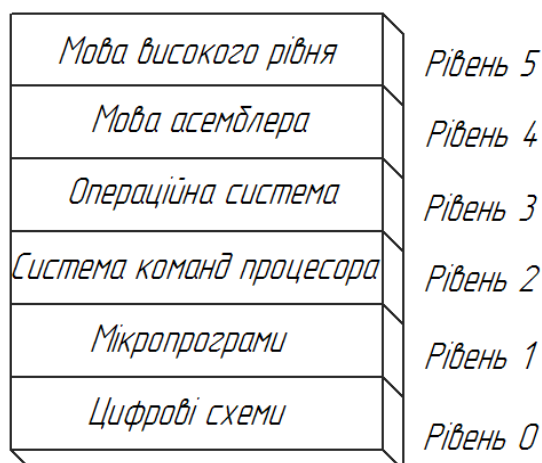 Мова високого рівня Рівень 5
Мова асемблера Рівень 4
Операційна система Рівень 3
Система команд процесора Рівень 2
Мікропрограми Рівень 1
Цифрові схеми Рівень 0